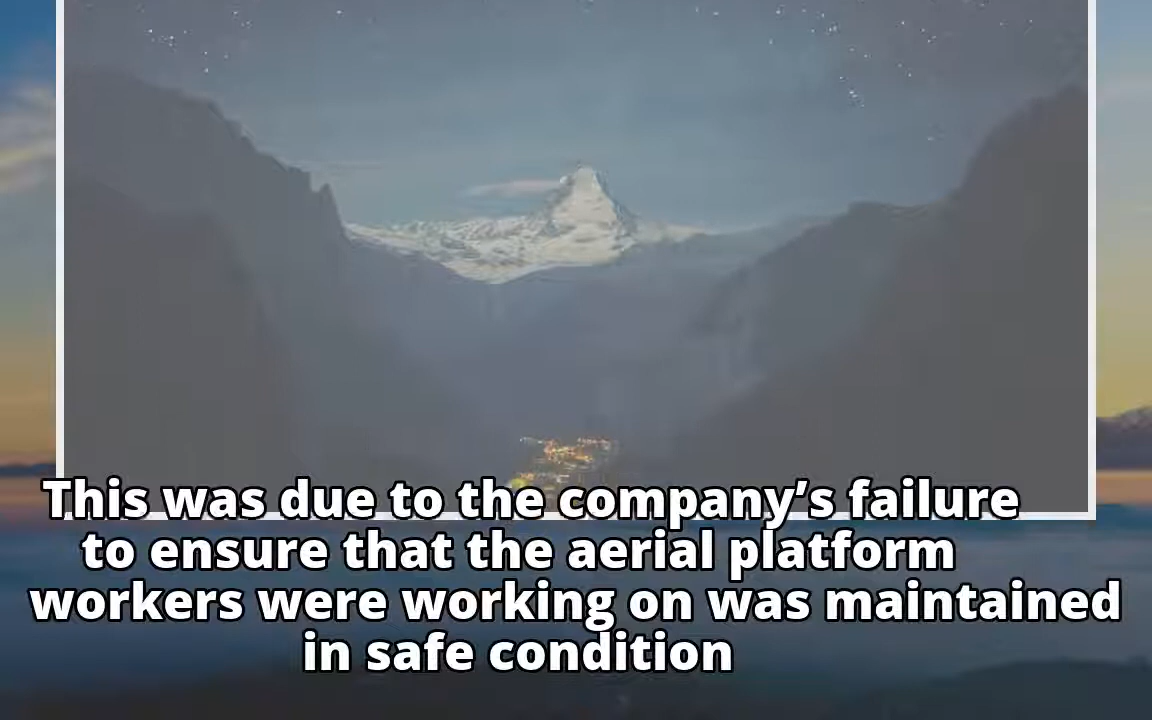 This was due to the company’s failure
to ensure that the aerial platform
workers were working on was maintained
in safe condition